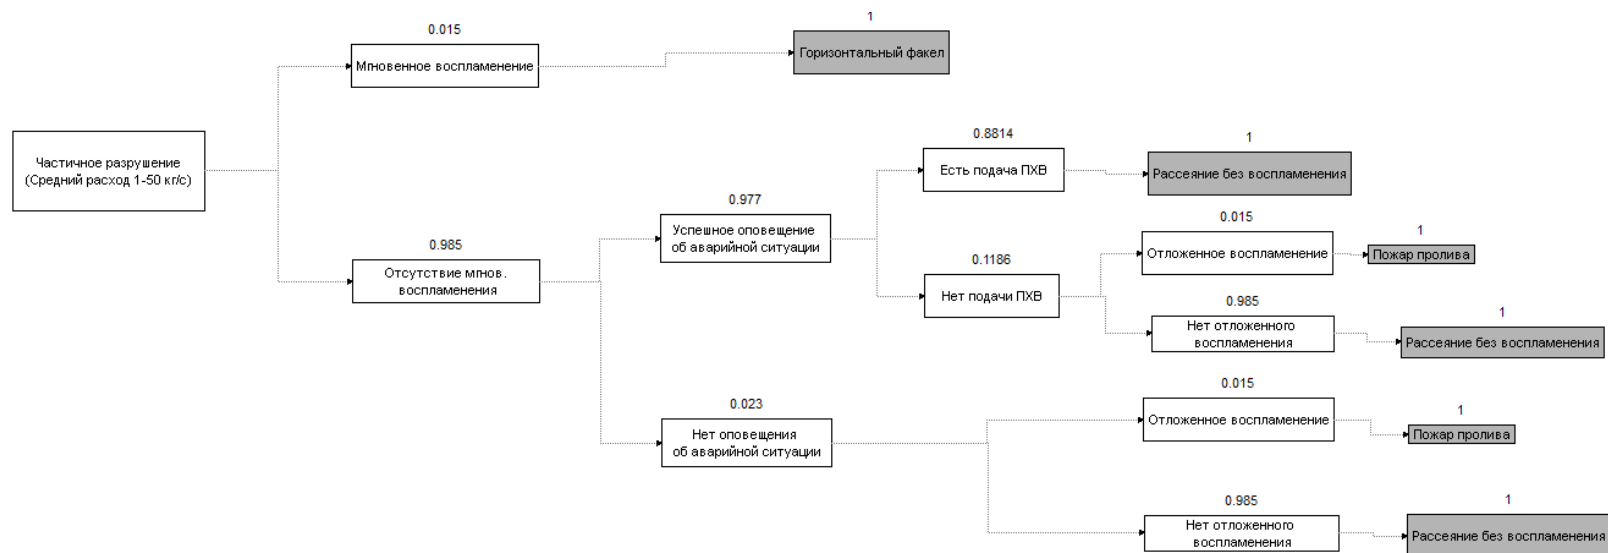 0.015
Мгновенное воспламенение
1
Горизонтальный факел
Частичное разрушение
(Средний расход 1-50 кг/с)
0.985
Отсутствие мгнов.
воспламенения
0.977
Успешное оповещение
об аварийной ситуации
0.8814
Есть подача ПХВ
1
Рассеяние без воспламенения
0.1186
Нет подачи ПХВ
0.015
Отложенное воспламенение
1
Пожар пролива
0.985
Нет отложенного
воспламенения
1
Рассеяние без воспламенения
0.023
Нет оповещения
об аварийной ситуации
0.015
Отложенное воспламенение
1
Пожар пролива
0.985
Нет отложенного
воспламенения
1
Рассеяние без воспламенения